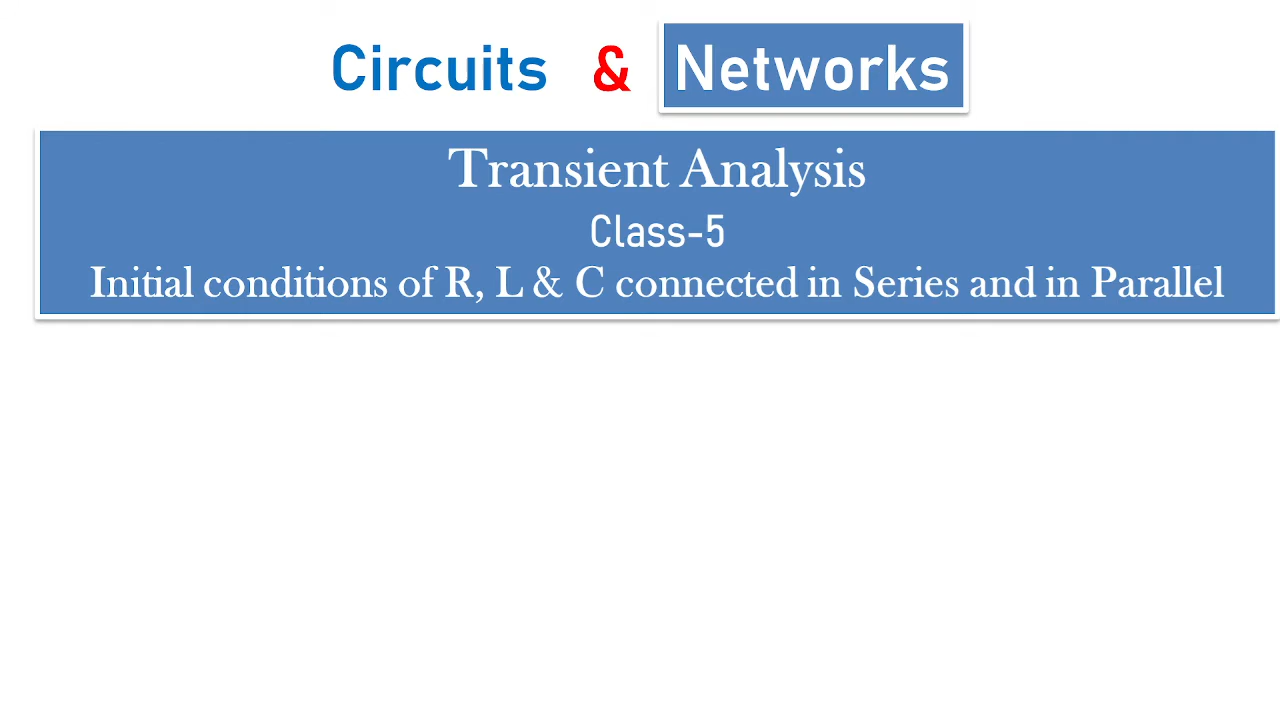 Circuits & Networks
Transient Analysis
Class-5
Initial conditions of R, L & C connected in Series and in Parallel